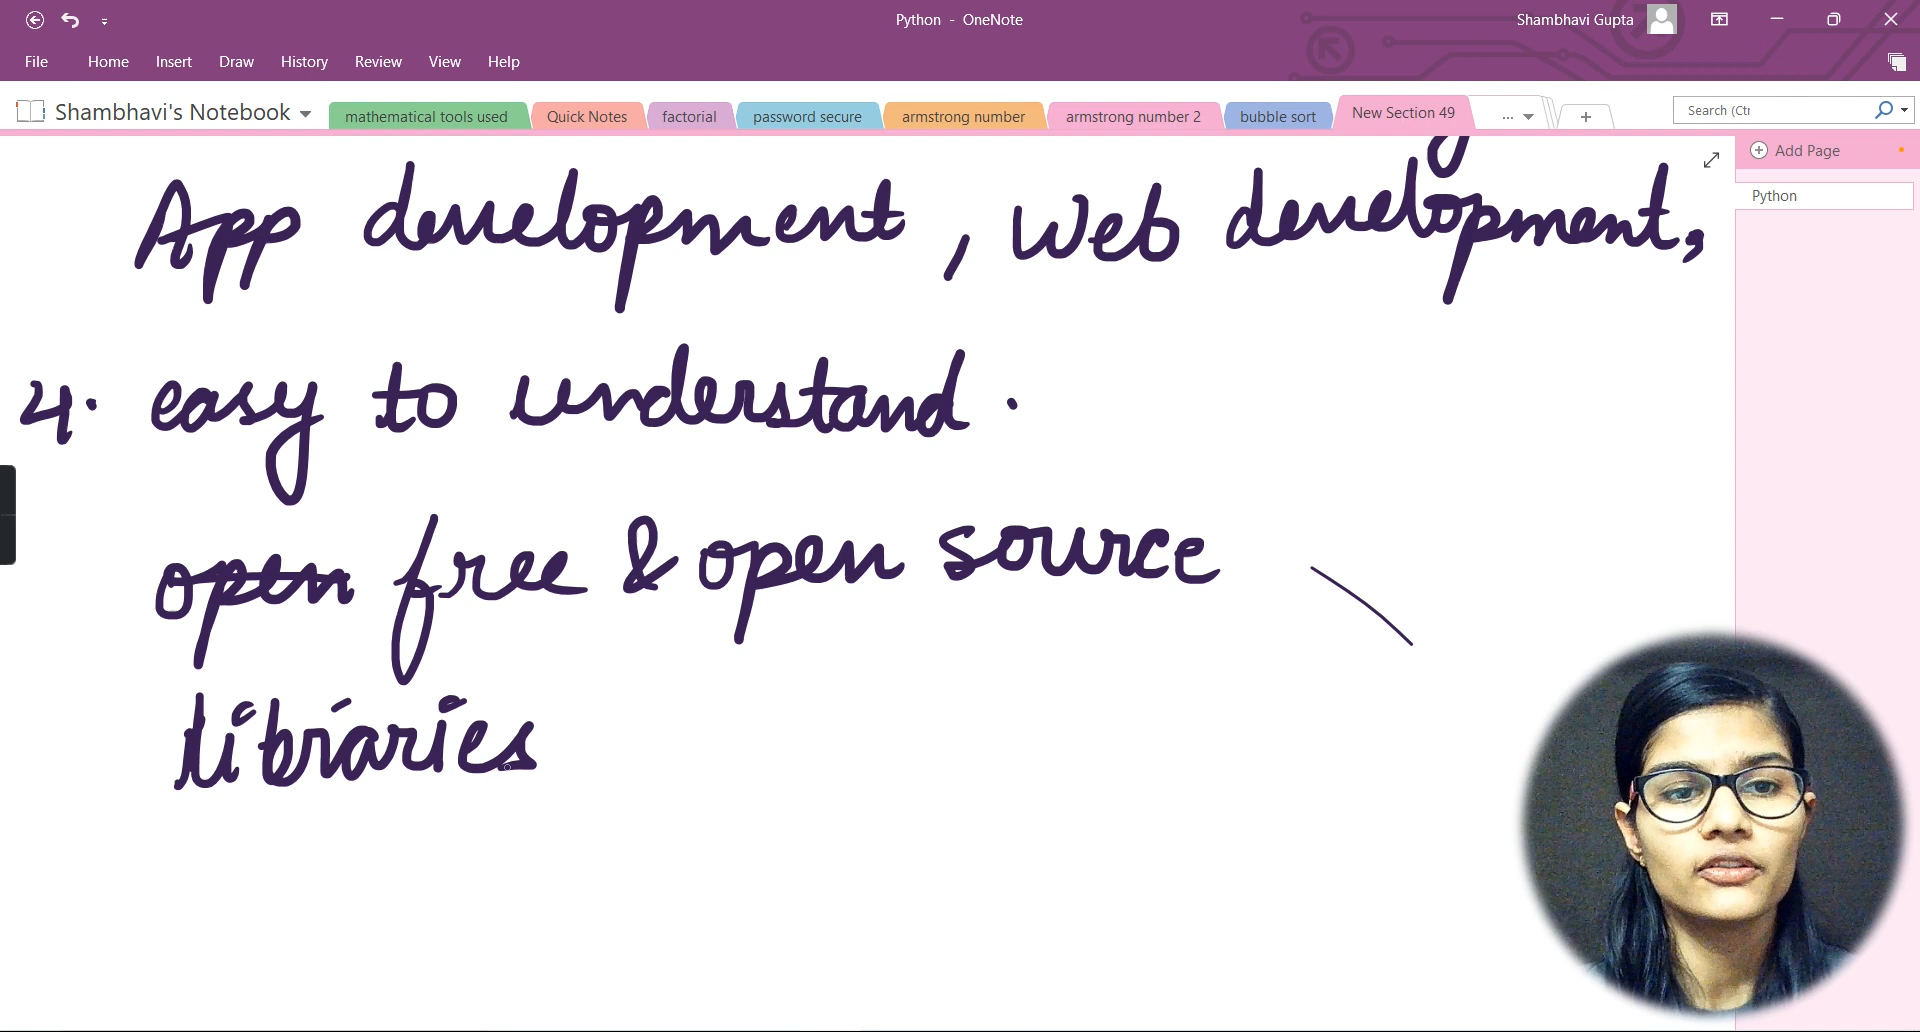 Python - OneNote
Shambhavi Gupta
File Home Insert Draw History Review View Help
Shambhavi's Notebook
mathematical tools used
Quick Notes
factorial
password secure
armstrong number
armstrong number 2
bubble sort
New Section 49
...
+
Search (Ctr
Add Page
Python
App development, Web development,
4. easy to understand.
open free & open source
libraries